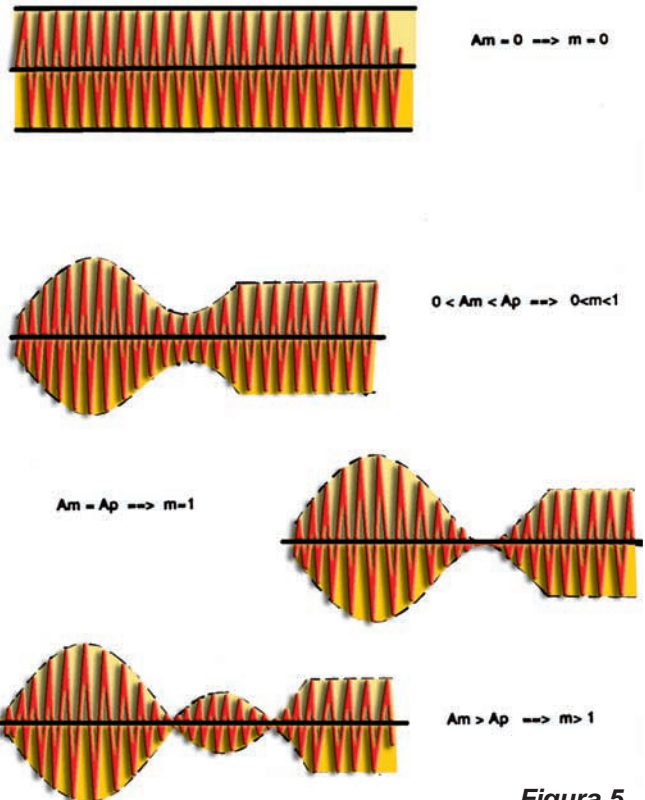 Am = 0 ==> m = 0
0 < Am < Ap ==> 0<m<1
Am = Ap ==> m=1
Am > Ap ==> m> 1
Figura 5